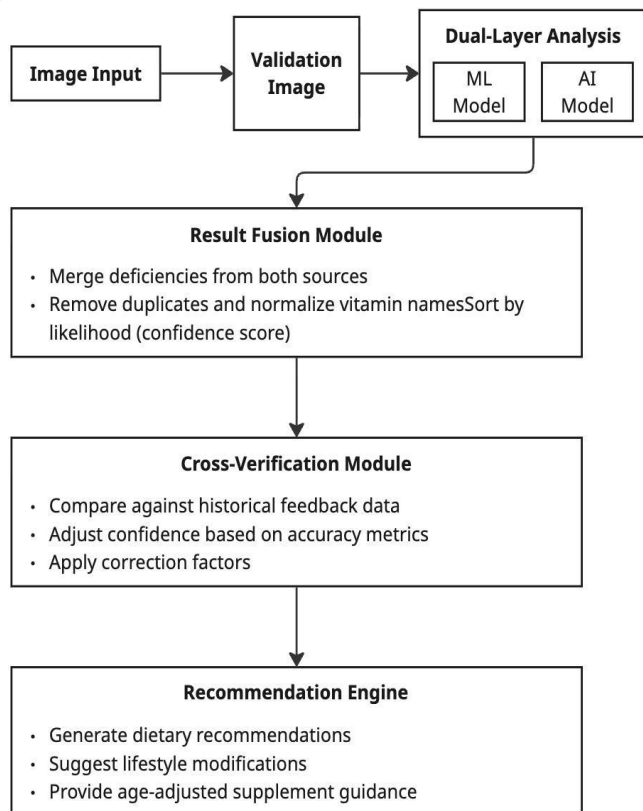 Image Input
Validation
Image
Dual-Layer Analysis
ML
Model
AI
Model
Result Fusion Module
• Merge deficiencies from both sources
• Remove duplicates and normalize vitamin namesSort by
likelihood (confidence score)
Cross-Verification Module
• Compare against historical feedback data
• Adjust confidence based on accuracy metrics
• Apply correction factors
Recommendation Engine
• Generate dietary recommendations
• Suggest lifestyle modifications
• Provide age-adjusted supplement guidance